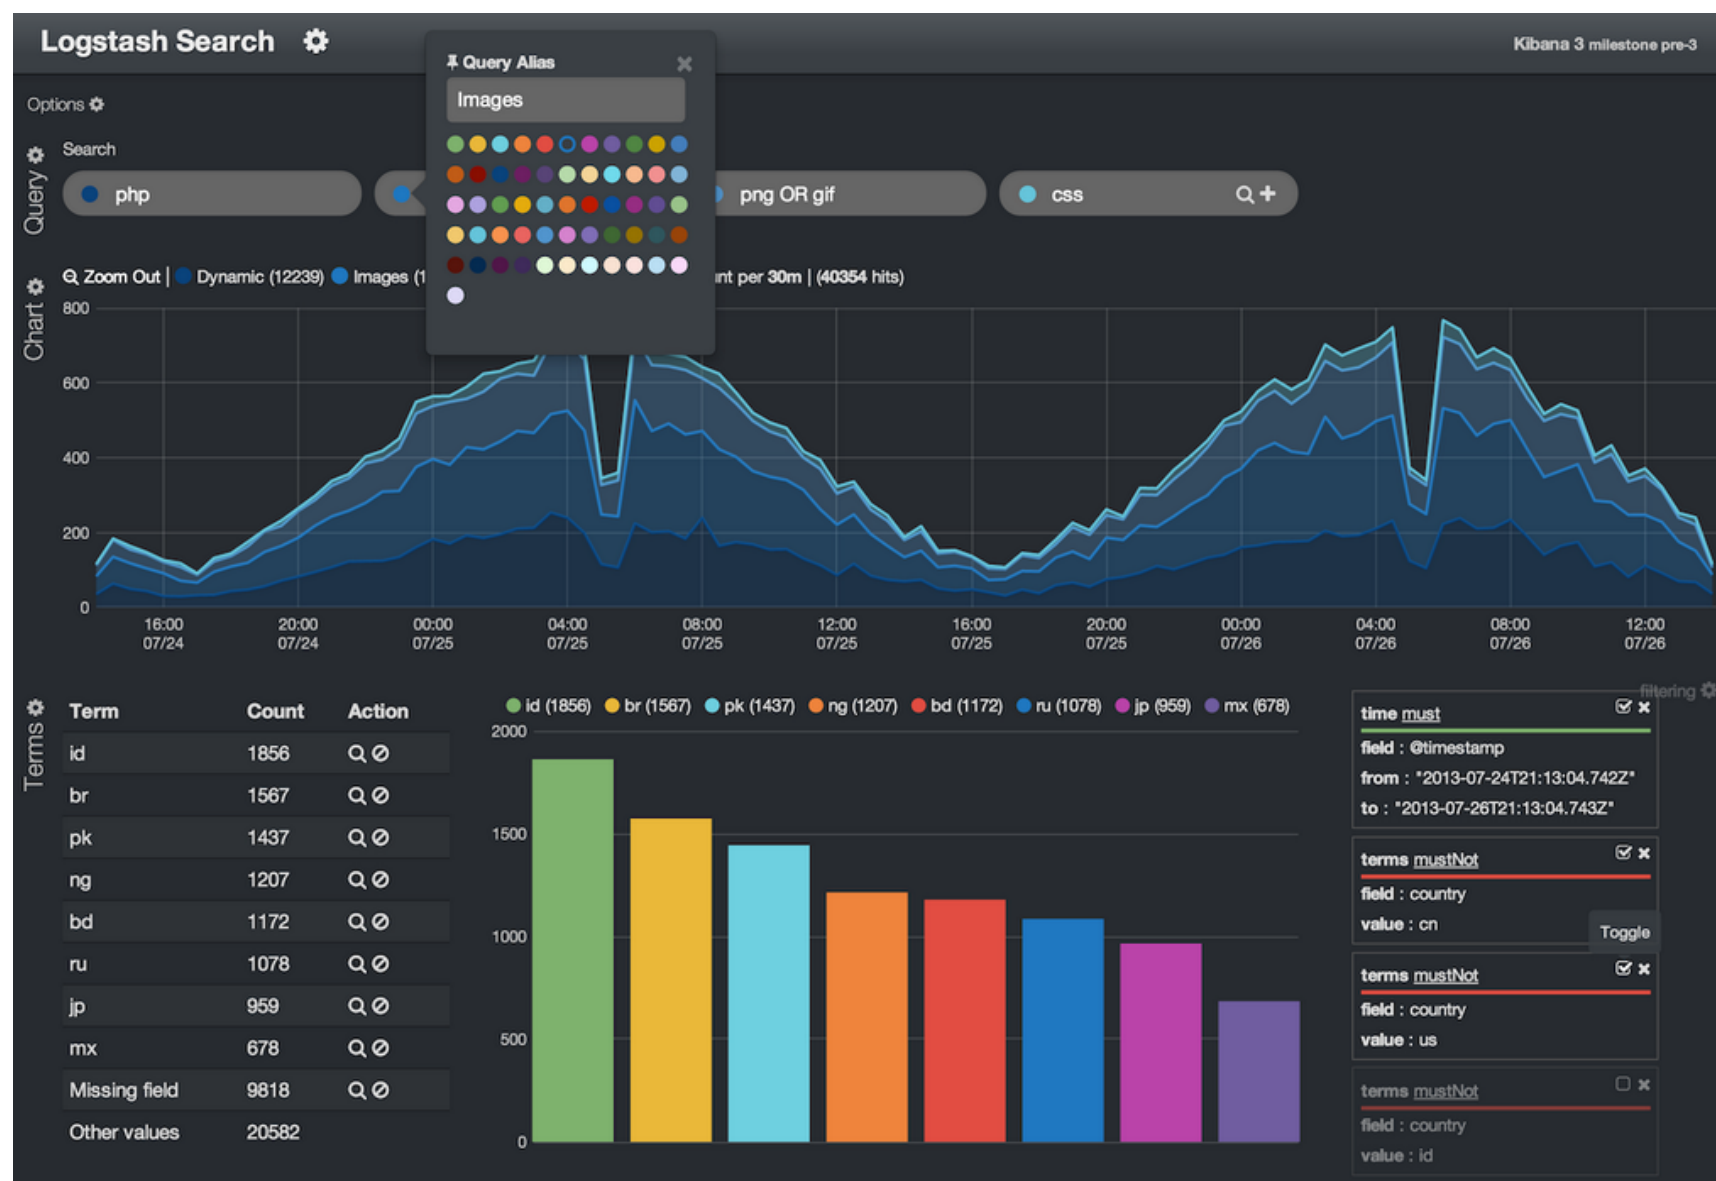 Logstash Search
Kibana 3 milestone pre-3
Query Alias
Images
Options
Query
Search
php
png OR gif
css
Chart
Zoom Out | Dynamic (12239) Images (1
nt per 30m | (40354 hits)
800
600
400
200
0
16:00 20:00 00:00 04:00 08:00 12:00 16:00 20:00 00:00 04:00 08:00 12:00
07/24 07/24 07/25 07/25 07/25 07/25 07/25 07/25 07/26 07/26 07/26 07/26
Terms
Term Count Action
id 1856
br 1567
pk 1437
ng 1207
bd 1172
ru 1078
jp 959
mx 678
Missing field 9818
Other values 20582
id (1856) br (1567) pk (1437) ng (1207) bd (1172) ru (1078) jp (959) mx (678)
2000
1500
1000
500
0
filtering
time must
field : @timestamp
from : "2013-07-24T21:13:04.742Z"
to : "2013-07-26T21:13:04.743Z"
terms mustNot
field : country
value : cn
Toggle
terms mustNot
field : country
value : us
terms mustNot
field : country
value : id